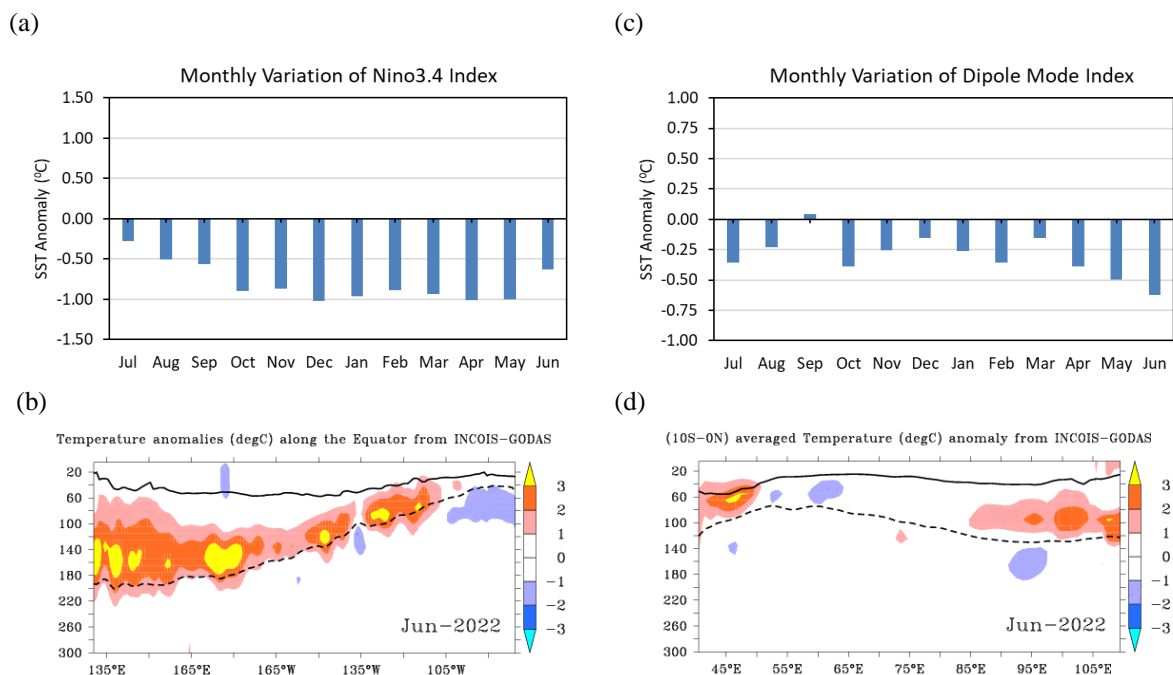 (a)
Monthly Variation of Nino3.4 Index
SST Anomaly (⁰C)
1.50
1.00
0.50
0.00
-0.50
-1.00
-1.50
Jul Aug Sep Oct Nov Dec Jan Feb Mar Apr May Jun
(c)
Monthly Variation of Dipole Mode Index
SST Anomaly (⁰C)
1.00
0.75
0.50
0.25
0.00
-0.25
-0.50
-0.75
-1.00
Jul Aug Sep Oct Nov Dec Jan Feb Mar Apr May Jun
(b)
Temperature anomalies (degC) along the Equator from INCOIS-GODAS
20
60
100
140
180
220
260
300
Jun-2022
135°E 165°E 165°W 135°W 105°W
3
2
1
0
-1
-2
-3
(d)
(10S-0N) averaged Temperature (degC) anomaly from INCOIS-GODAS
20
60
100
140
180
220
260
300
Jun-2022
45°E 55°E 65°E 75°E 85°E 95°E 105°E
3
2
1
0
-1
-2
-3